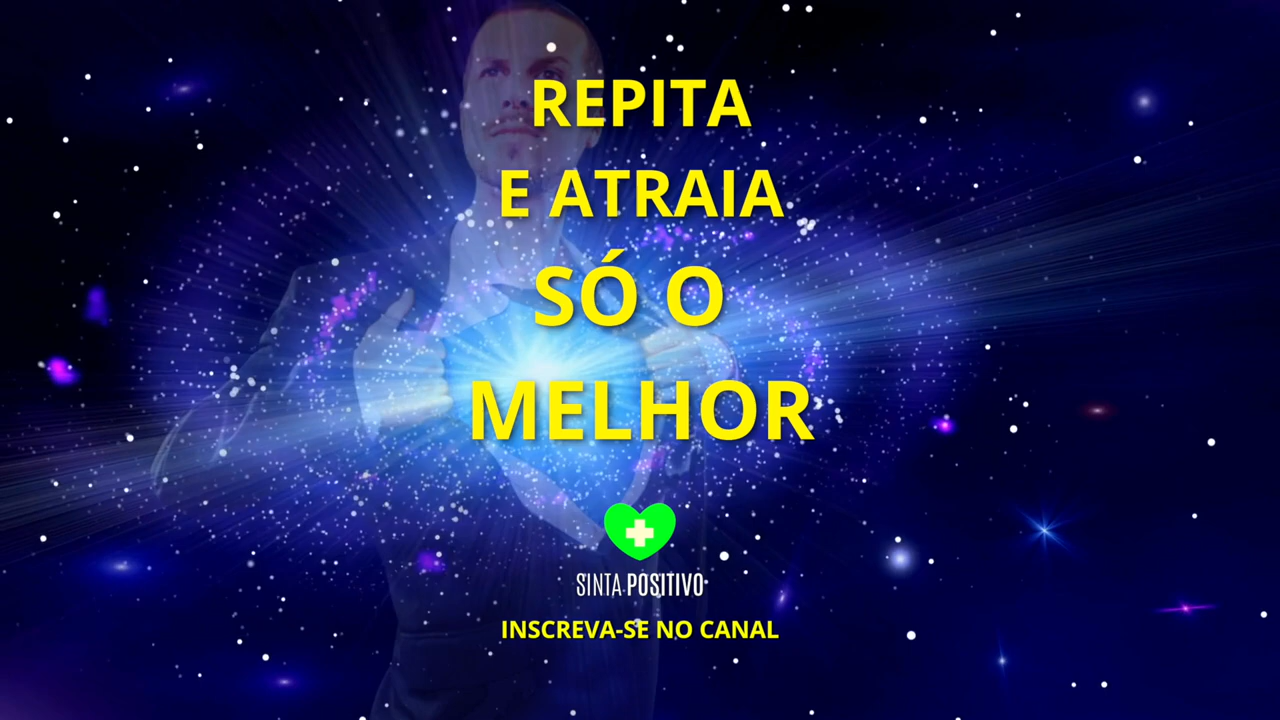 REPITA
E ATRAIA
SÓ O
MELHOR
SINTA POSITIVO
INSCREVA-SE NO CANAL